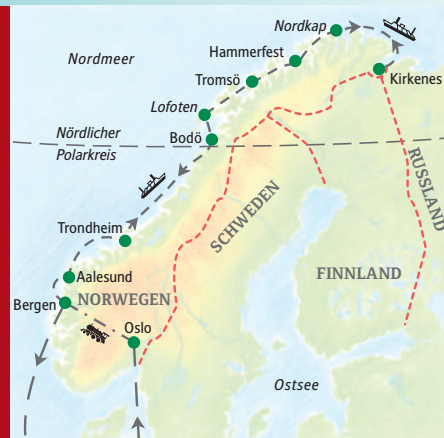 Nordkap
Nordmeer
Hammerfest
Tromsö
Kirkenes
Lofoten
Nördlicher
Polarkreis
Bodö
RUSSLAND
SCHWEDEN
Trondheim
FINNLAND
Aalesund
NORWEGEN
Bergen
Oslo
Ostsee